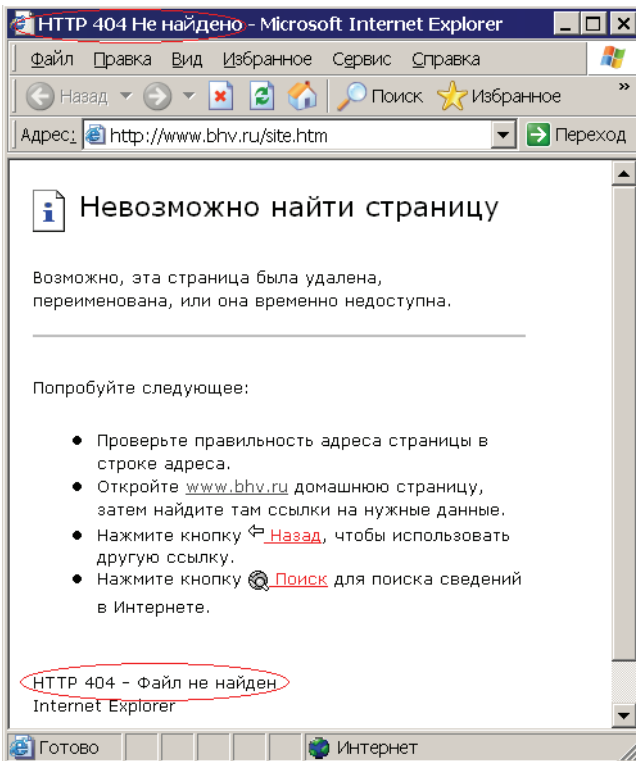 HTTP 404 Не найдено - Microsoft Internet Explorer
Файл Правка Вид Избранное Сервис Справка
Назад Поиск Избранное »
Адрес: http://www.bhv.ru/site.htm Переход
Невозможно найти страницу
Возможно, эта страница была удалена,
переименована, или она временно недоступна.
Попробуйте следующее:
• Проверьте правильность адреса страницы в
строке адреса.
• Откройте www.bhv.ru домашнюю страницу,
затем найдите там ссылки на нужные данные.
• Нажмите кнопку Назад, чтобы использовать
другую ссылку.
• Нажмите кнопку Поиск для поиска сведений
в Интернете.
HTTP 404 - Файл не найден
Internet Explorer
Готово Интернет